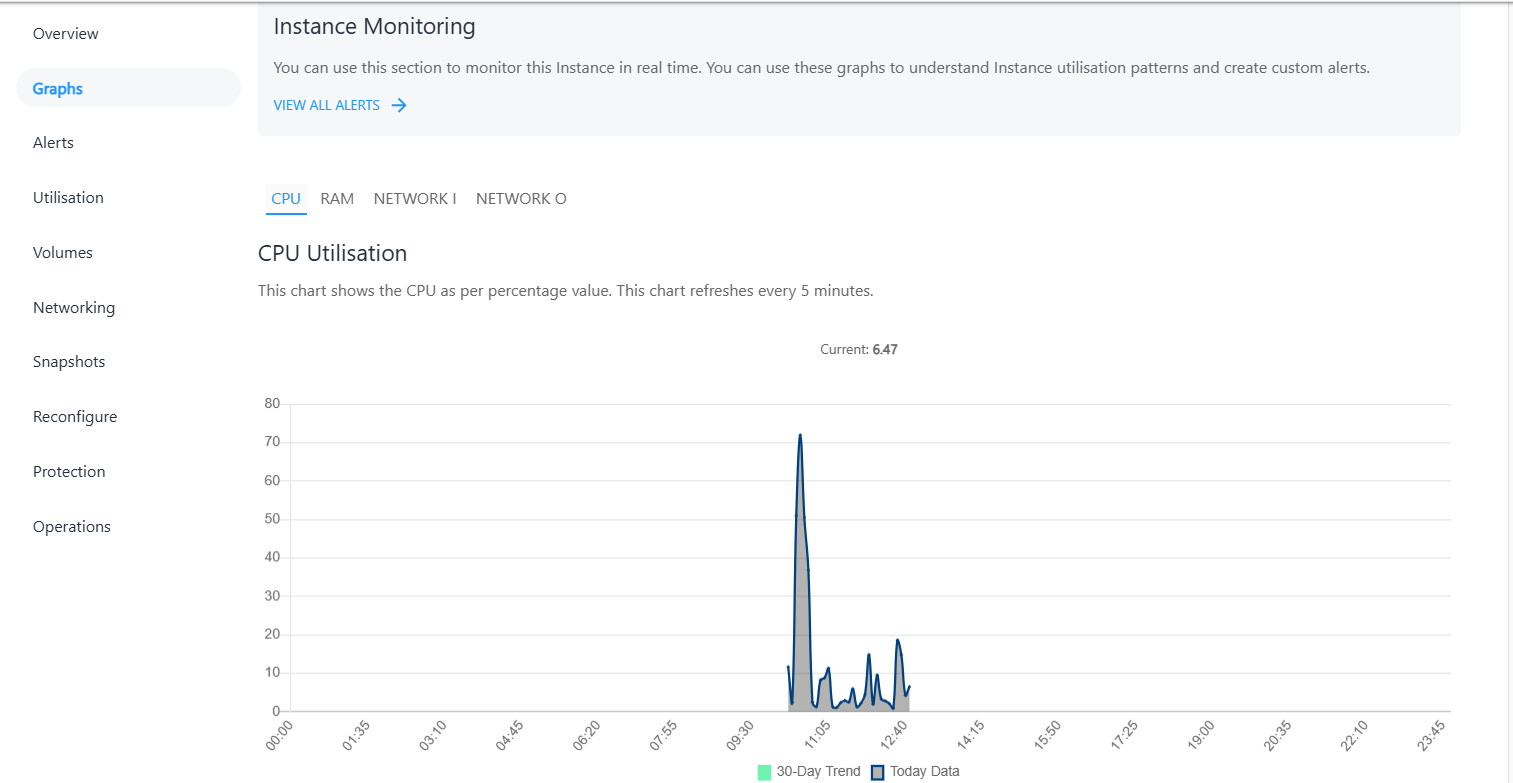 Overview
Graphs
Alerts
Utilisation
Volumes
Networking
Snapshots
Reconfigure
Protection
Operations
Instance Monitoring
You can use this section to monitor this Instance in real time. You can use these graphs to understand Instance utilisation patterns and create custom alerts.
VIEW ALL ALERTS
CPU RAM NETWORK I NETWORK O
CPU Utilisation
This chart shows the CPU as per percentage value. This chart refreshes every 5 minutes.
Current: 6.47
80
70
60
50
40
30
20
10
0
00:00 01:35 03:10 04:45 06:20 07:55 09:30 11:05 12:40 14:15 15:50 17:25 19:00 20:35 22:10 23:45
30-Day Trend Today Data